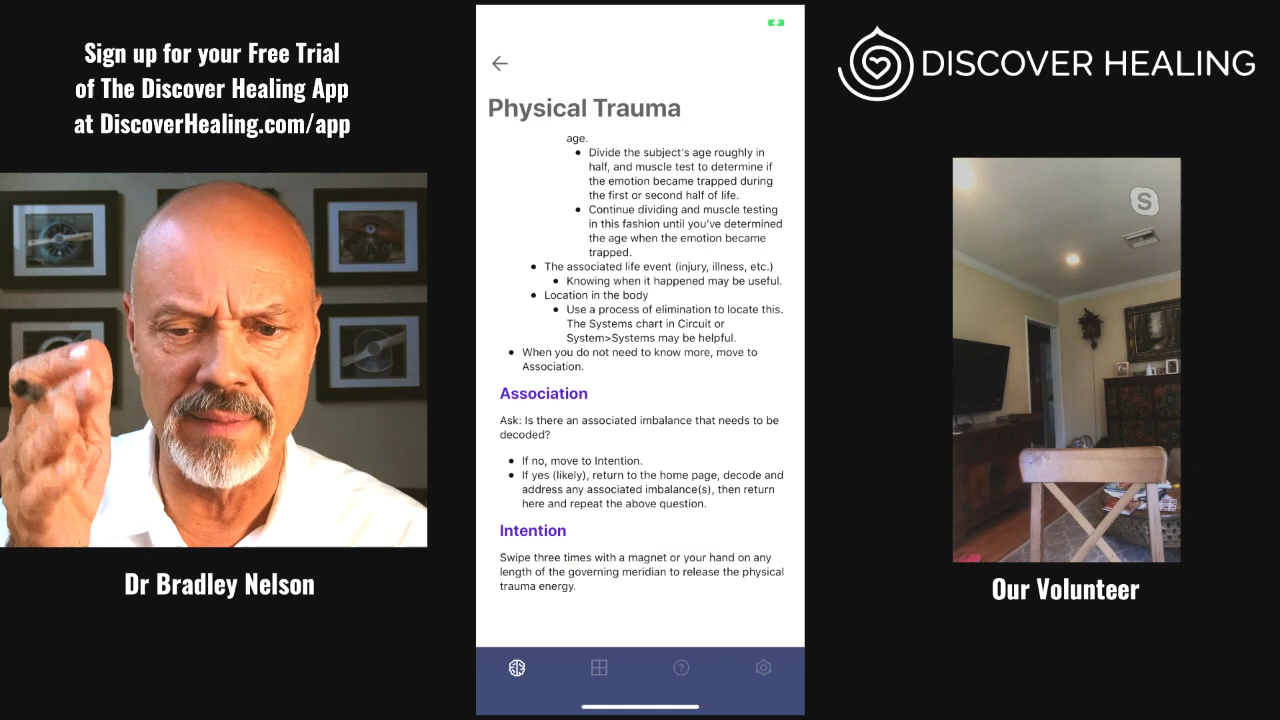 Sign up for your Free Trial
of The Discover Healing App
at DiscoverHealing.com/app
Dr Bradley Nelson
Physical Trauma
age.
• Divide the subject's age roughly in
half, and muscle test to determine if
the emotion became trapped during
the first or second half of life.
• Continue dividing and muscle testing
in this fashion until you've determined
the age when the emotion became
trapped.
• The associated life event (injury, illness, etc.)
• Knowing when it happened may be useful.
• Location in the body
• Use a process of elimination to locate this.
The Systems chart in Circuit or
System>Systems may be helpful.
• When you do not need to know more, move to
Association.
Association
Ask: Is there an associated imbalance that needs to be
decoded?
• If no, move to Intention.
• If yes (likely), return to the home page, decode and
address any associated imbalance(s), then return
here and repeat the above question.
Intention
Swipe three times with a magnet or your hand on any
length of the governing meridian to release the physical
trauma energy.
?
DISCOVER HEALING
S
Our Volunteer